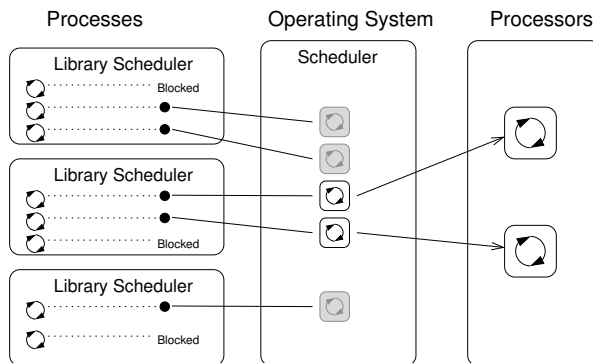 Processes
Operating System
Processors
Library Scheduler
Blocked
Scheduler
Library Scheduler
Blocked
Library Scheduler
Blocked